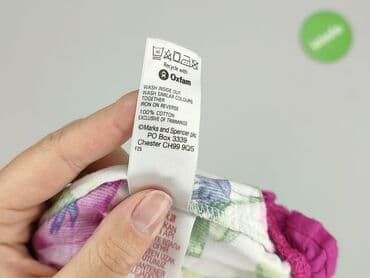 Recycle with
Oxfam
WASH INSIDE OUT
WASH SIMILAR COLOURS
TOGETHER
IRON ON REVERSE
100% COTTON
EXCLUSIVE OF TRIMMINGS
©Marks and Spencer
PO Box 3339
Chester CH99 9QS